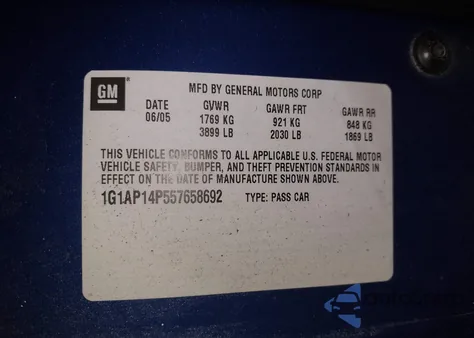 GM
MFD BY GENERAL MOTORS CORP
DATE GVWR GAWR FRT GAWR RR
06/05 1769 KG 921 KG 848 KG
3899 LB 2030 LB 1869 LB
THIS VEHICLE CONFORMS TO ALL APPLICABLE U.S. FEDERAL MOTOR
VEHICLE SAFETY, BUMPER, AND THEFT PREVENTION STANDARDS IN
EFFECT ON THE DATE OF MANUFACTURE SHOWN ABOVE.
1G1AP14P557658692 TYPE: PASS CAR